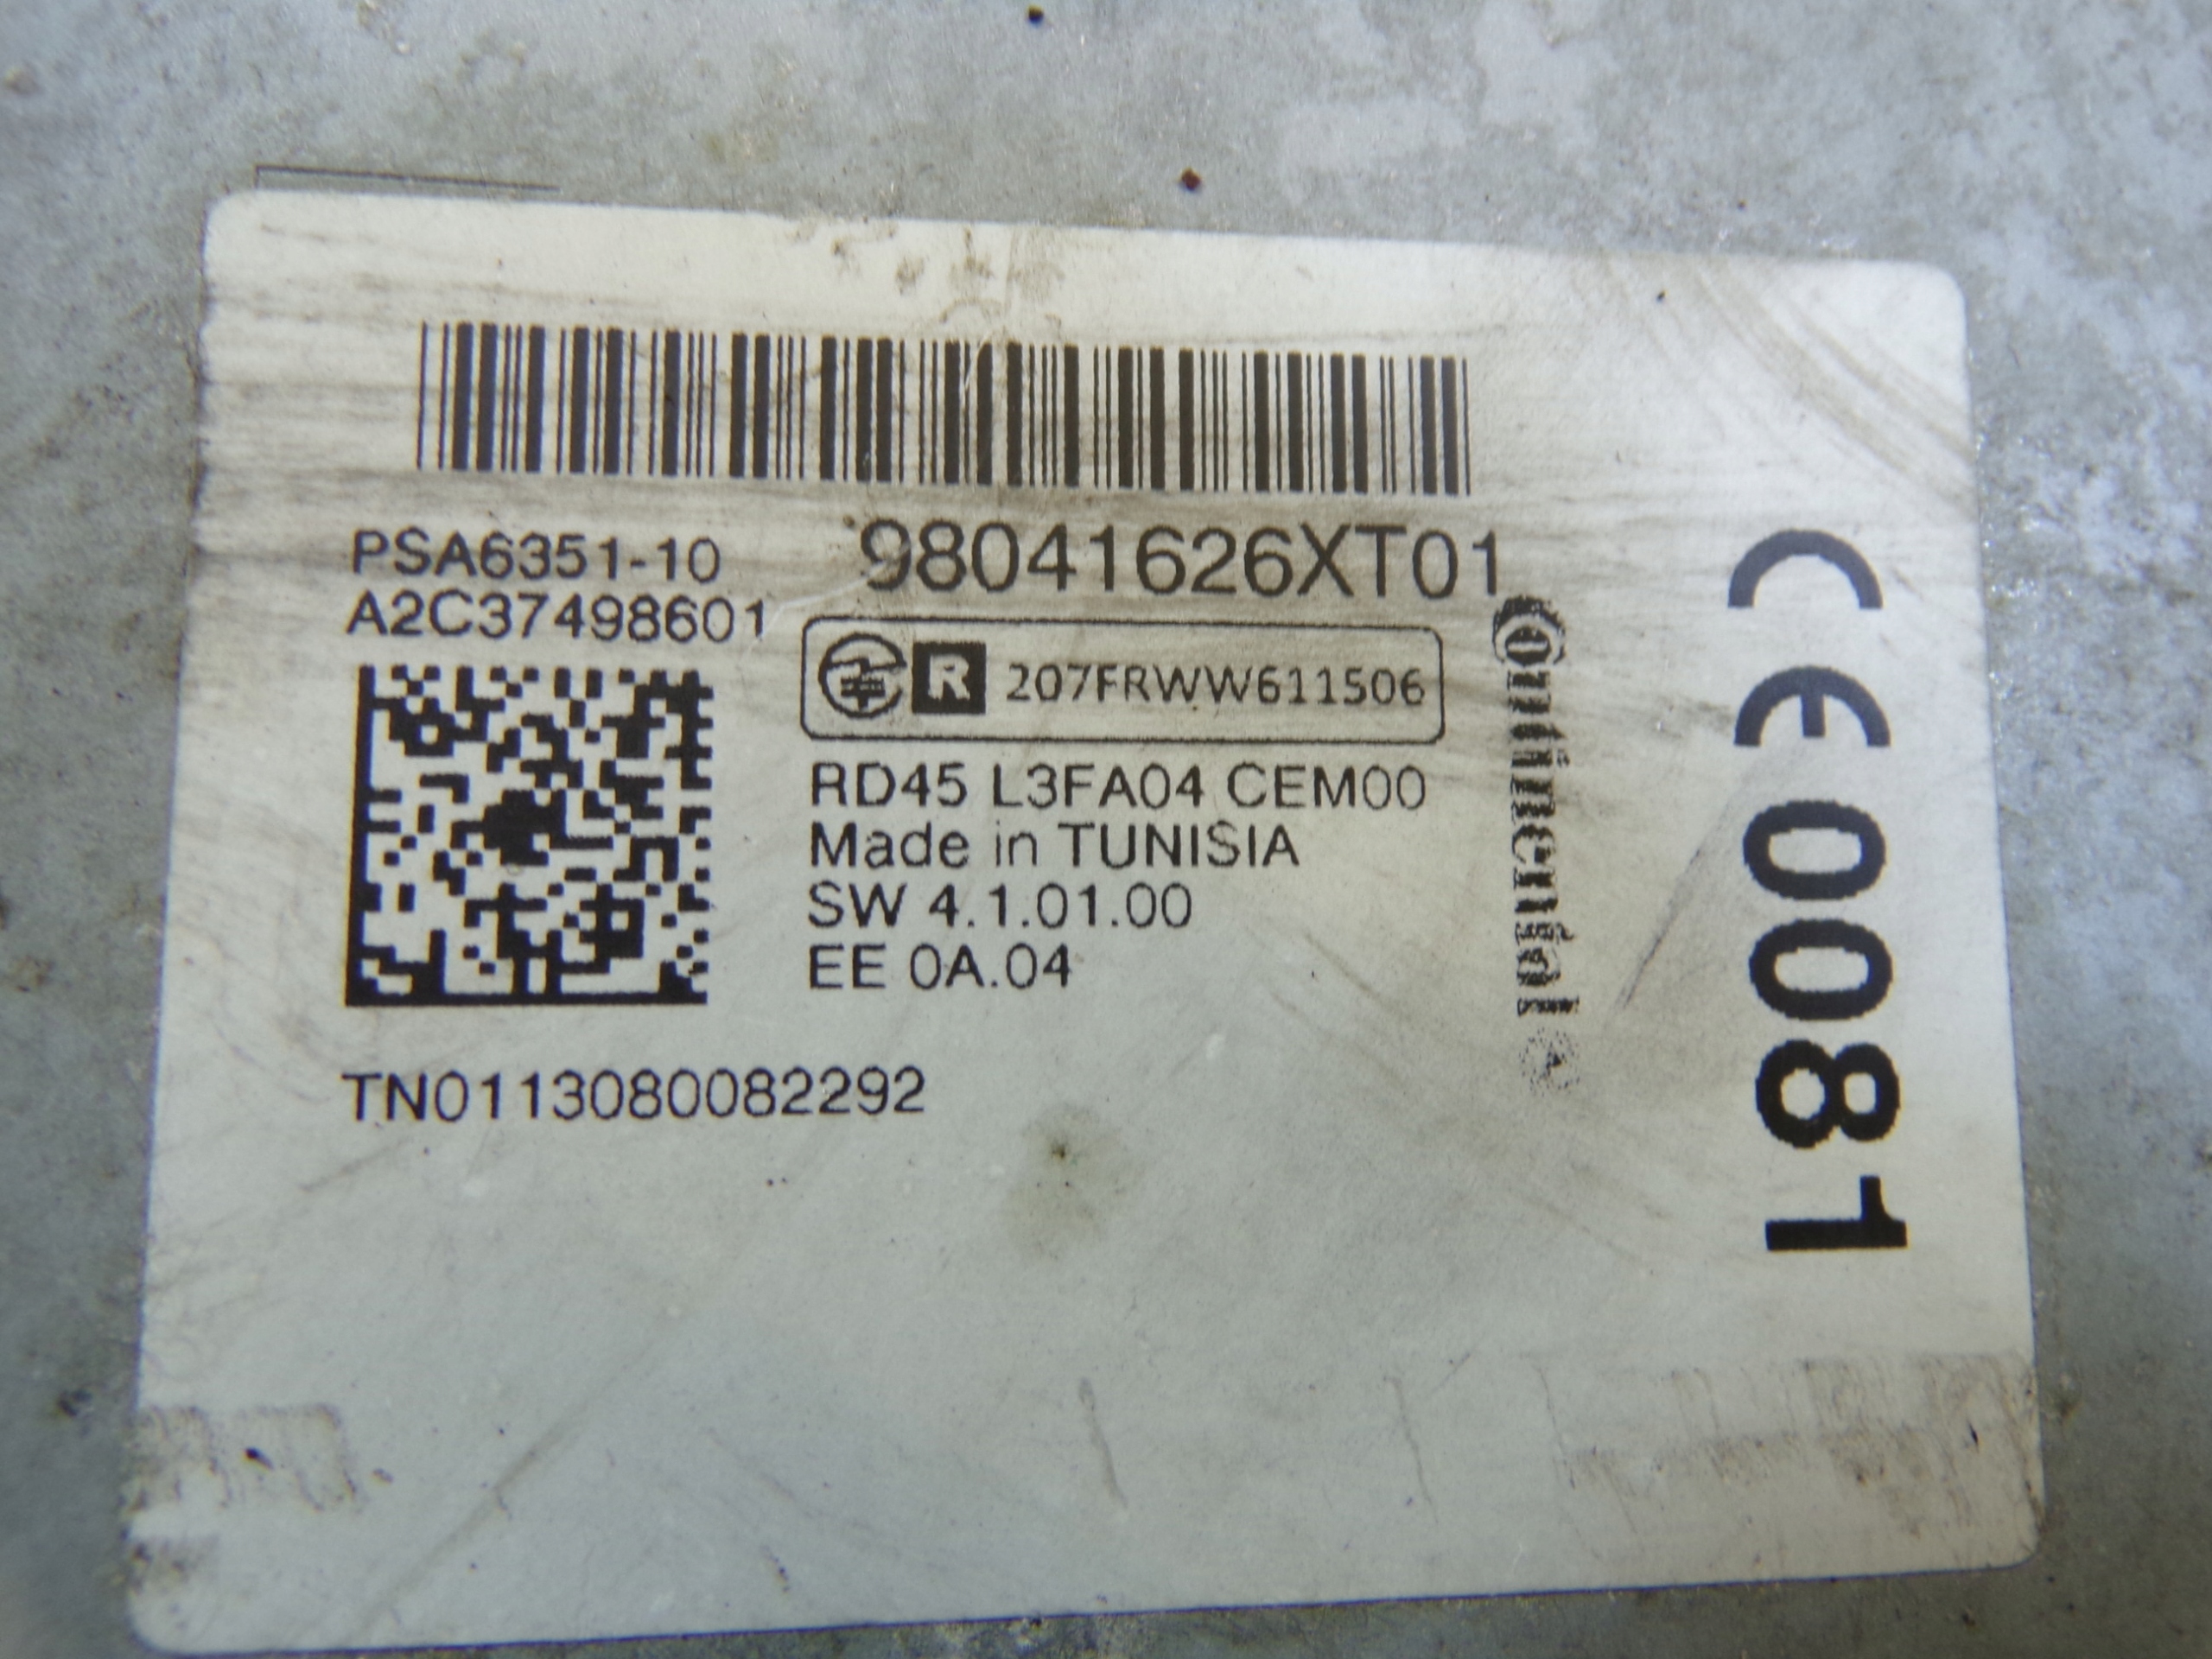 PSA6351-10
98041626XT01
A2C37498601
R 207FRWW611506
RD45 L3FA04 CEM00
Made in TUNISIA
SW 4.1.01.00
EE 0A.04
TN0113080082292
Continental
CE0081